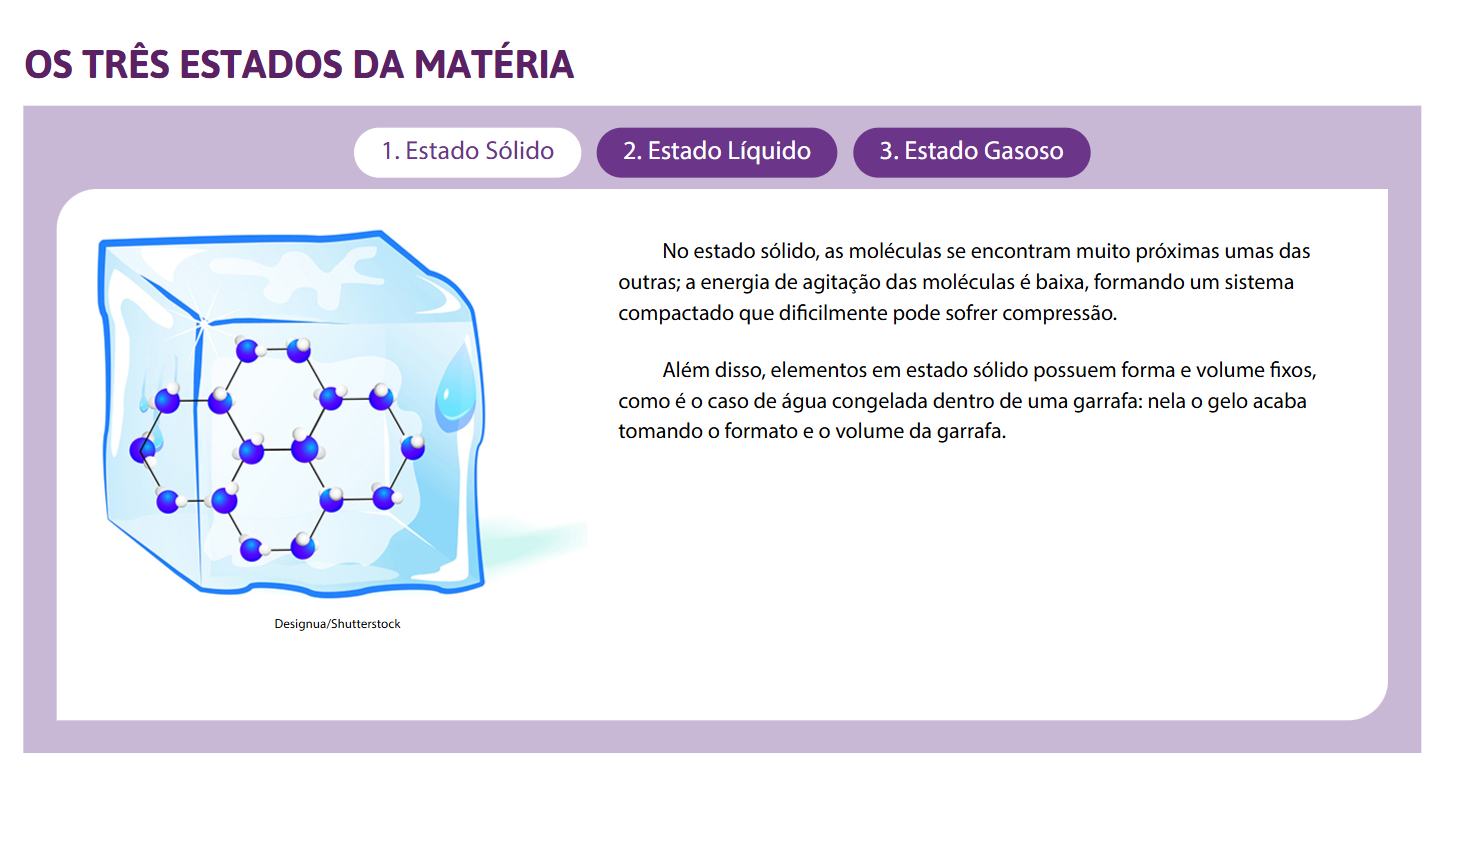 OS TRÊS ESTADOS DA MATÉRIA
1. Estado Sólido
2. Estado Líquido
3. Estado Gasoso
No estado sólido, as moléculas se encontram muito próximas umas das
outras; a energia de agitação das moléculas é baixa, formando um sistema
compactado que dificilmente pode sofrer compressão.
Além disso, elementos em estado sólido possuem forma e volume fixos,
como é o caso de água congelada dentro de uma garrafa: nela o gelo acaba
tomando o formato e o volume da garrafa.
Designua/Shutterstock